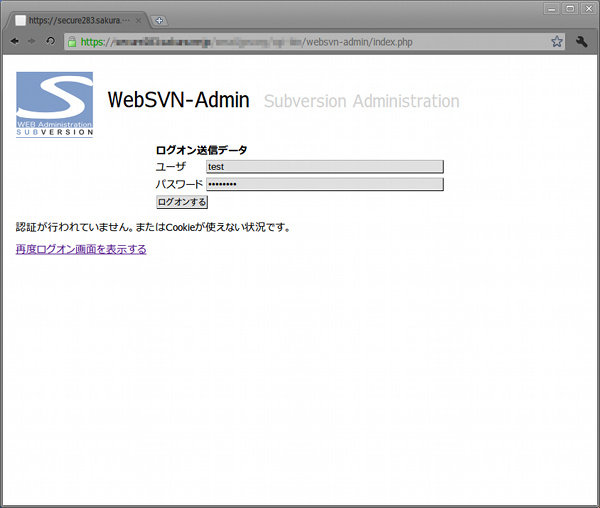 https://secure283.sakura.…
https://
/websvn-admin/index.php
WEB Administration
SUBVERSION
WebSVN-Admin Subversion Administration
ログオン送信データ
ユーザ test
パスワード ••••••••
ログオンする
認証が行われていません。またはCookieが使えない状況です。
再度ログオン画面を表示する